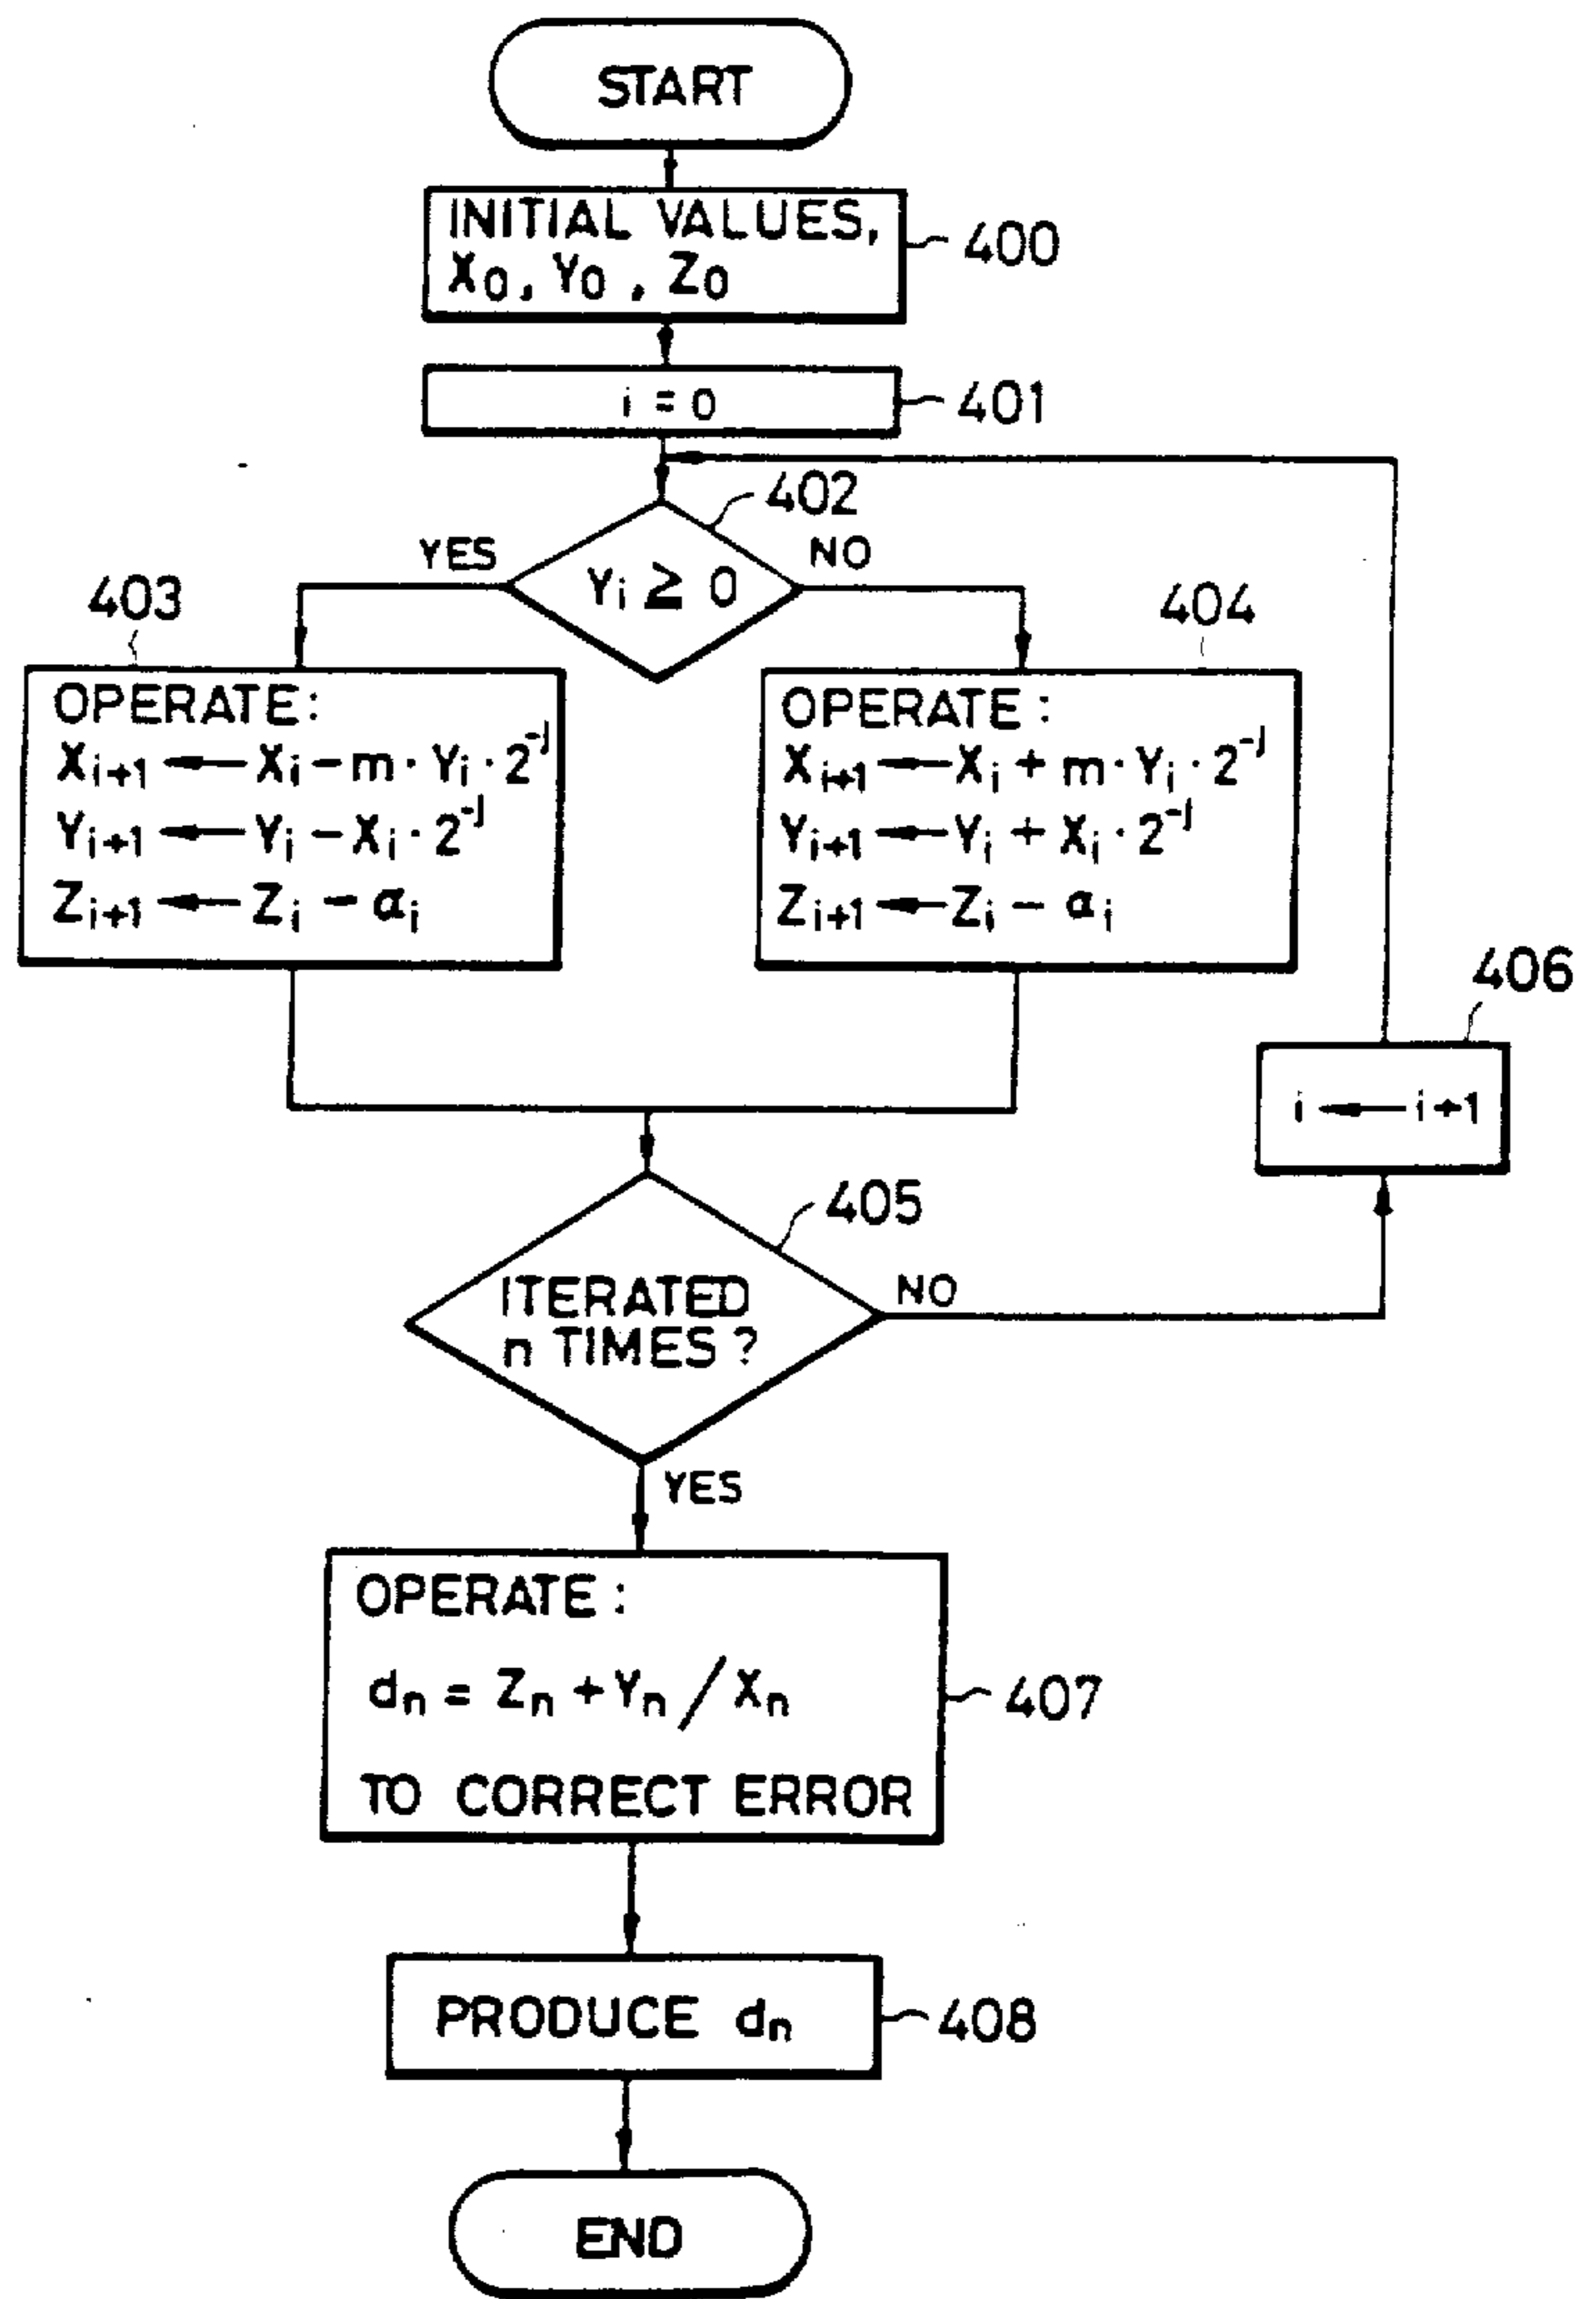 START
INITIAL VALUES,
X₀, Y₀, Z₀
400
i = 0
401
402
YES
NO
Yᵢ ≥ 0
403
404
OPERATE:
Xᵢ₊₁ ← Xᵢ − m · Yᵢ · 2⁻ʲ
Yᵢ₊₁ ← Yᵢ − Xᵢ · 2⁻ʲ
Zᵢ₊₁ ← Zᵢ − αᵢ
OPERATE:
Xᵢ₊₁ ← Xᵢ + m · Yᵢ · 2⁻ʲ
Yᵢ₊₁ ← Yᵢ + Xᵢ · 2⁻ʲ
Zᵢ₊₁ ← Zᵢ − αᵢ
406
i ← i+1
405
ITERATED
n TIMES?
NO
YES
OPERATE:
dₙ = Zₙ + Yₙ / Xₙ
TO CORRECT ERROR
407
PRODUCE dₙ
408
END